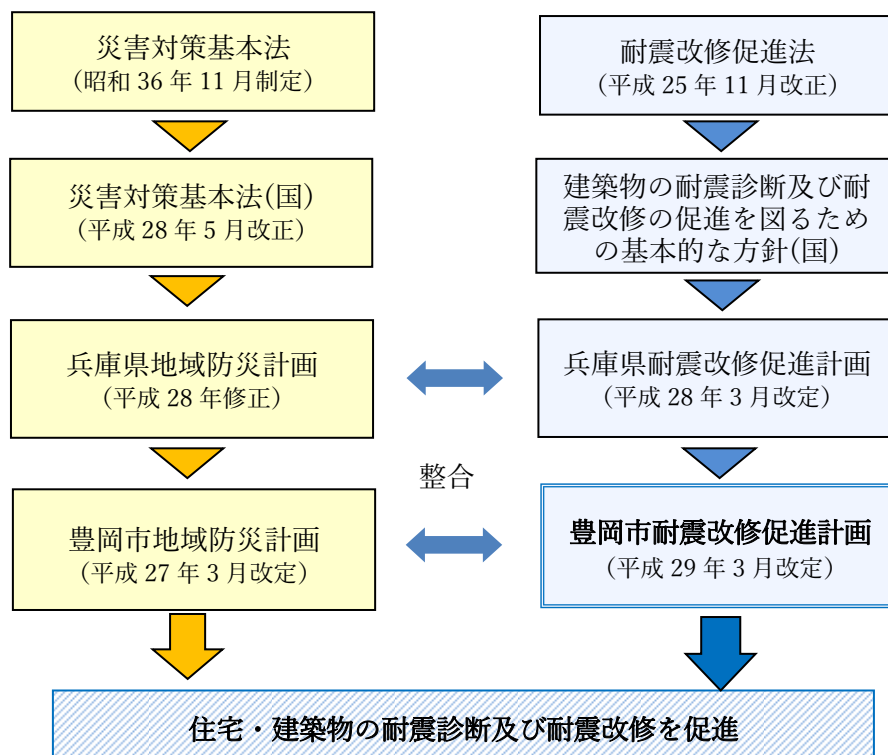 災害対策基本法
（昭和 36 年 11 月制定）
災害対策基本法(国)
（平成 28 年 5 月改正）
兵庫県地域防災計画
（平成 28 年修正）
豊岡市地域防災計画
（平成 27 年 3 月改定）
耐震改修促進法
（平成 25 年 11 月改正）
建築物の耐震診断及び耐
震改修の促進を図るため
の基本的な方針(国)
兵庫県耐震改修促進計画
（平成 28 年 3 月改定）
整合
豊岡市耐震改修促進計画
（平成 29 年 3 月改定）
住宅・建築物の耐震診断及び耐震改修を促進